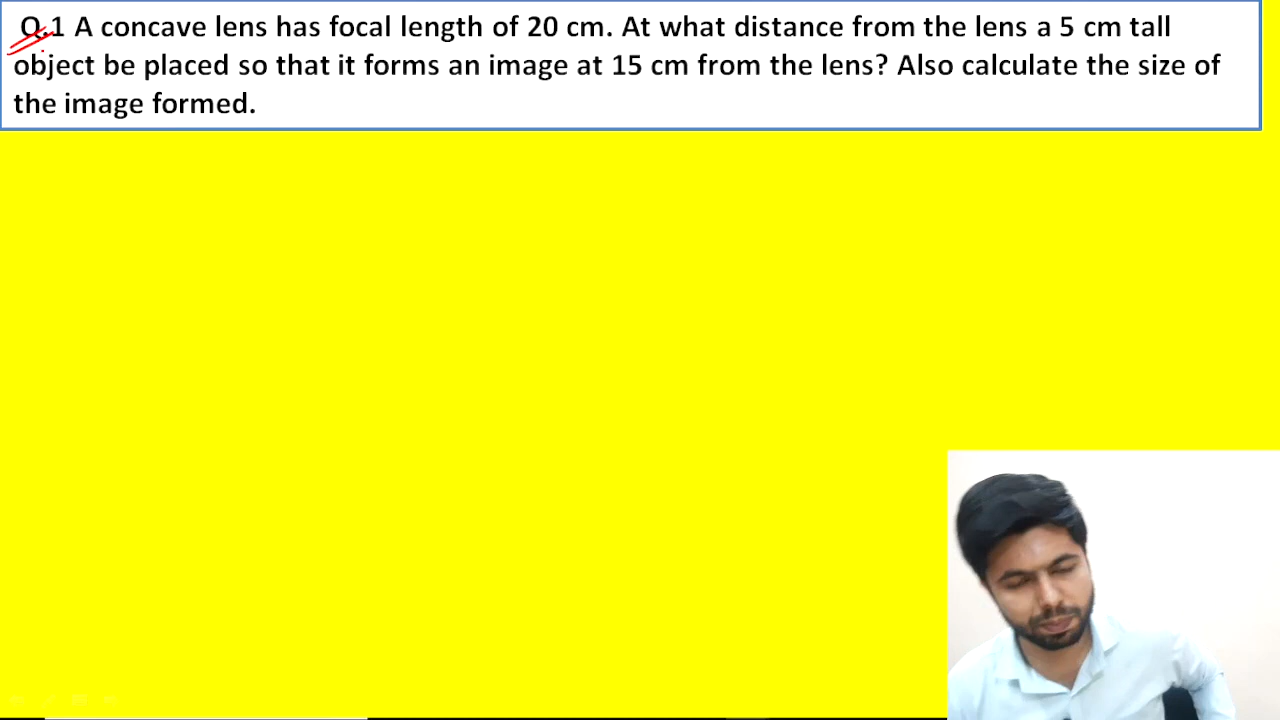 Q.1 A concave lens has focal length of 20 cm. At what distance from the lens a 5 cm tall
object be placed so that it forms an image at 15 cm from the lens? Also calculate the size of
the image formed.